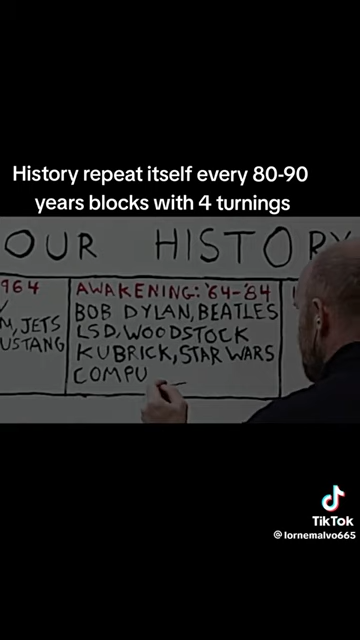 History repeat itself every 80-90
years blocks with 4 turnings
OUR HISTORY
964
AWAKENING: '64-'84
BOB DYLAN, BEATLES
JETS
LSD, WOODSTOCK
USTANG
KUBRICK, STAR WARS
COMPU
TikTok
@lornemalvo665